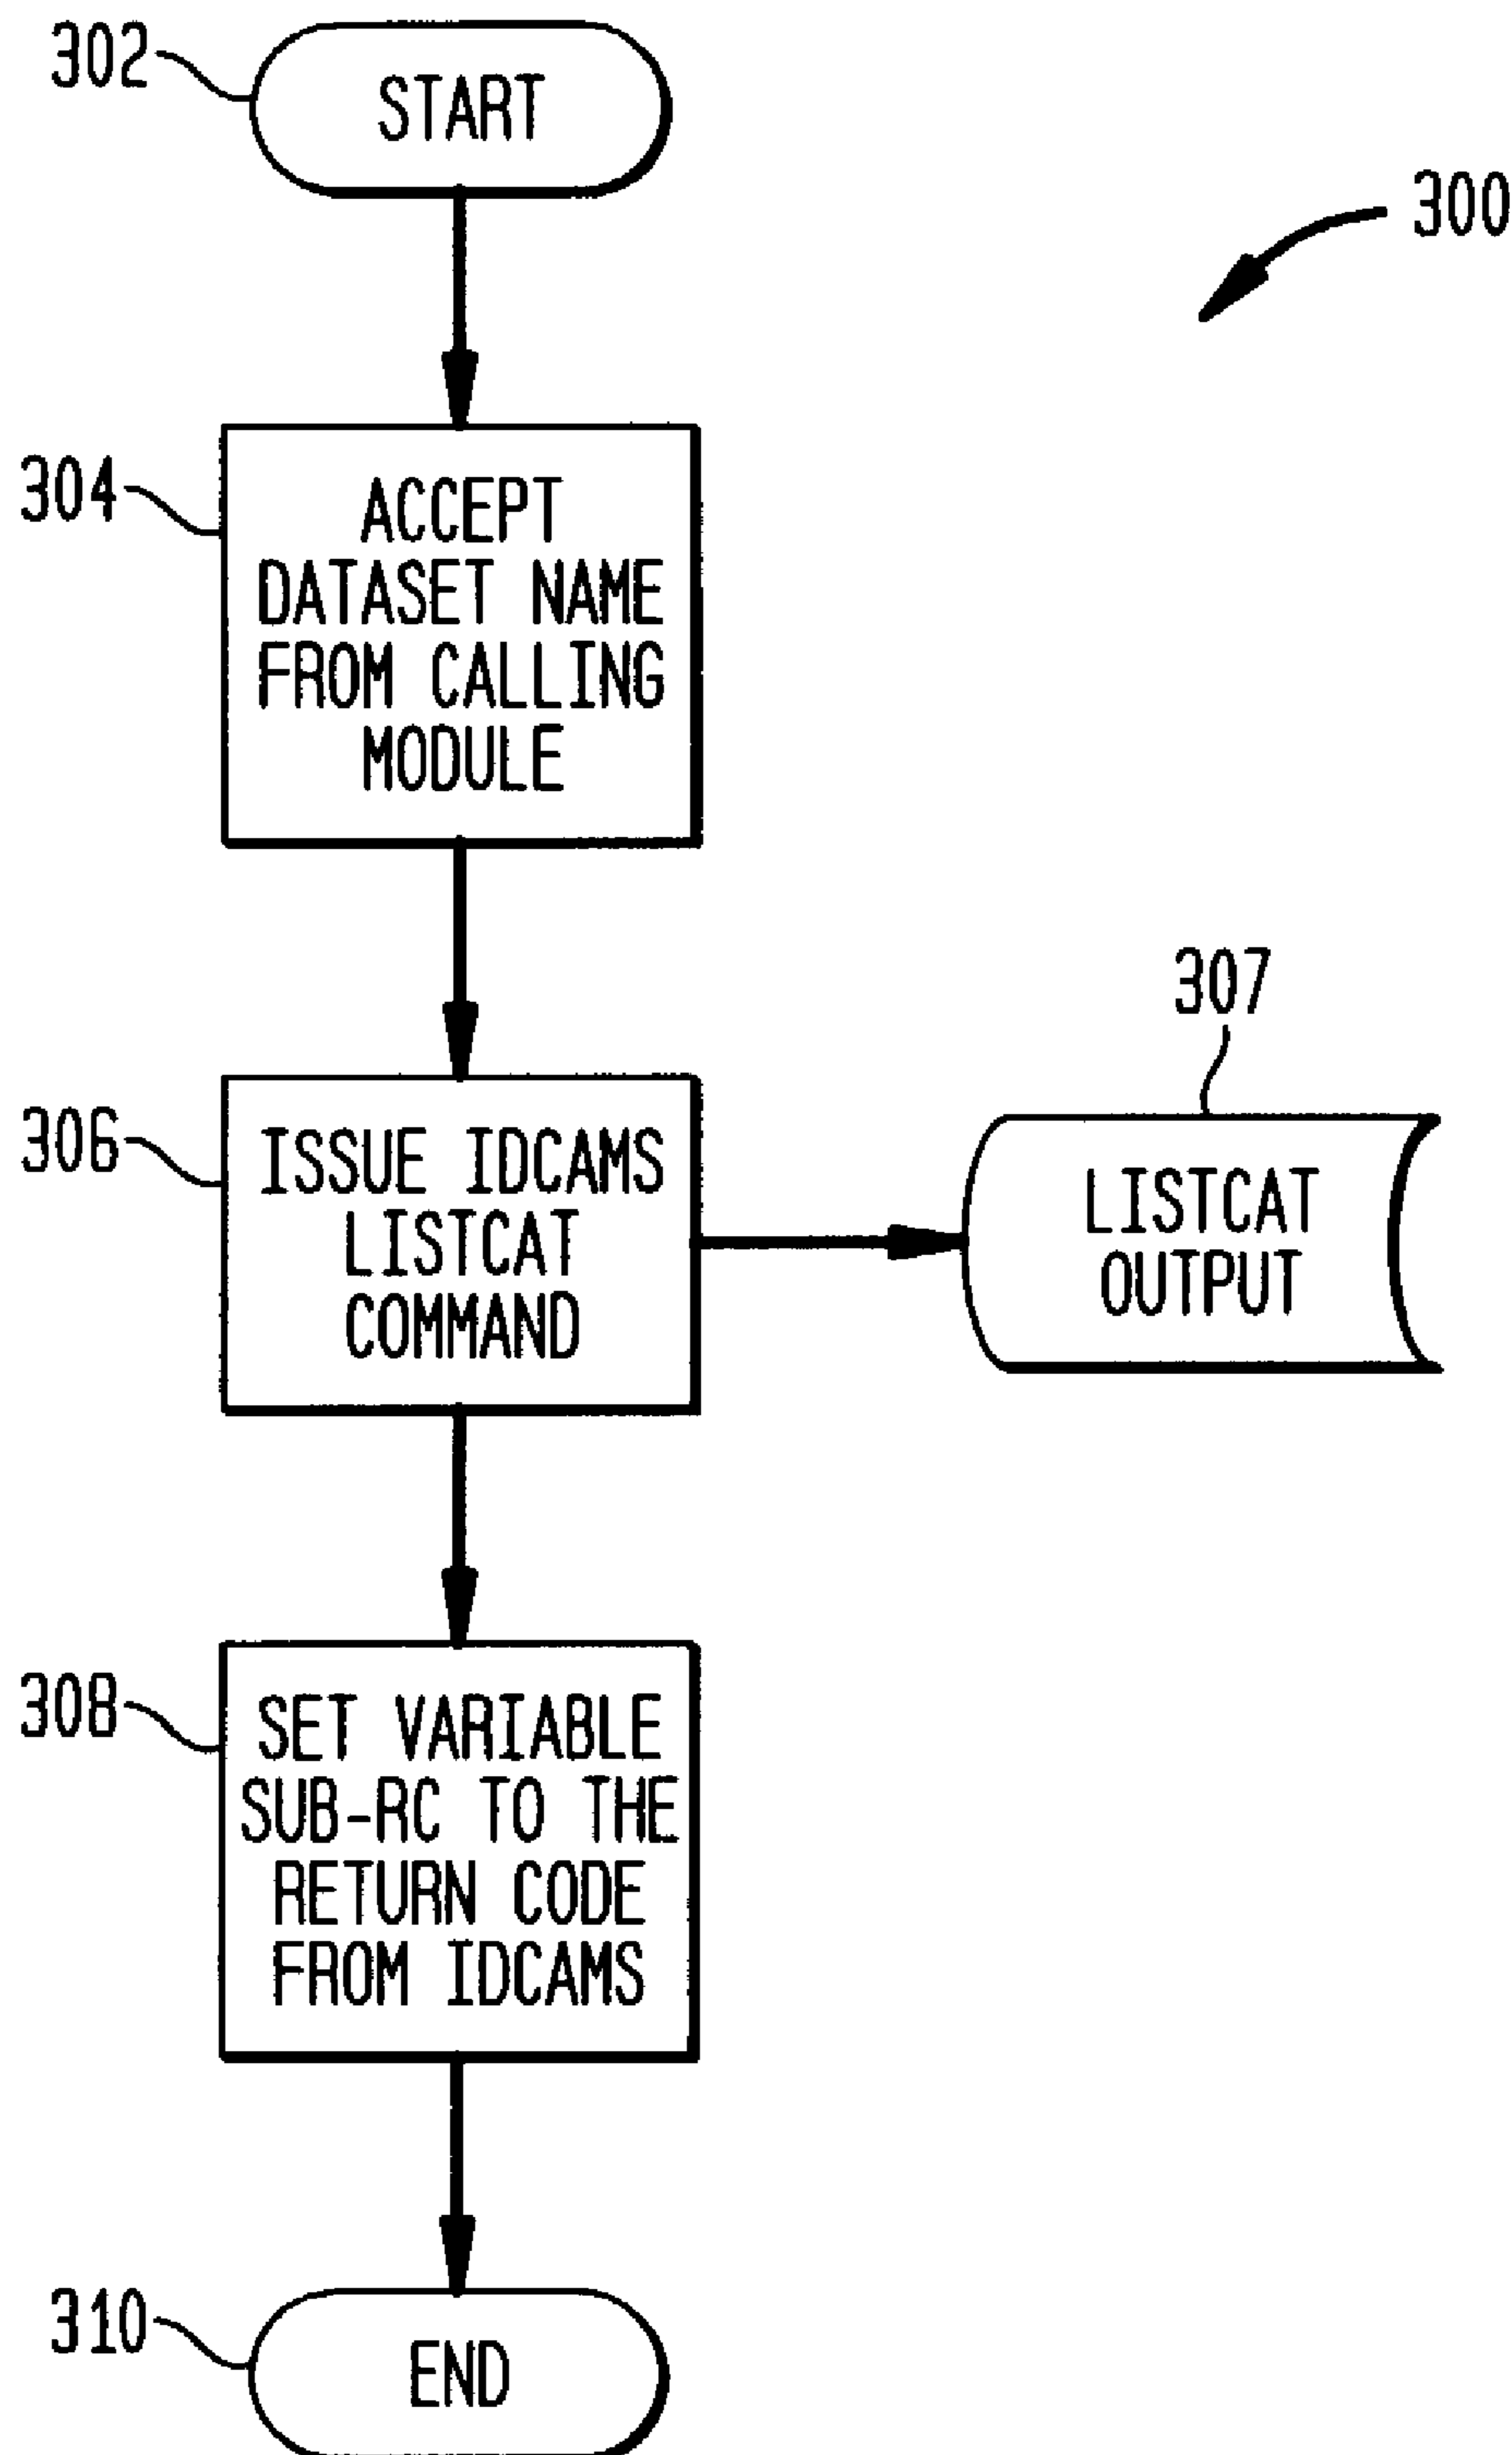 302
START
300
304
ACCEPT
DATASET NAME
FROM CALLING
MODULE
307
306
ISSUE IDCAMS
LISTCAT
COMMAND
LISTCAT
OUTPUT
308
SET VARIABLE
SUB-RC TO THE
RETURN CODE
FROM IDCAMS
310
END